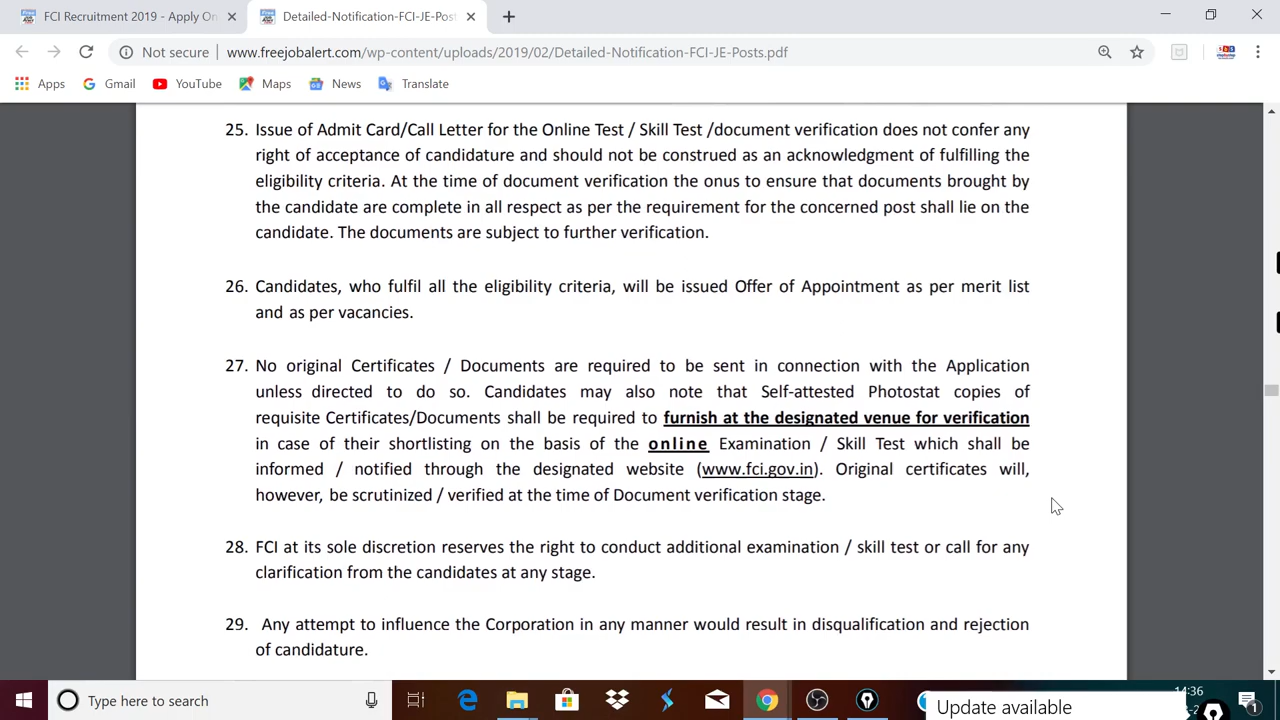 FCI Recruitment 2019 - Apply On
Detailed-Notification-FCI-JE-Post
Not secure
www.freejobalert.com/wp-content/uploads/2019/02/Detailed-Notification-FCI-JE-Posts.pdf
Apps
Gmail
YouTube
Maps
News
Translate
25. Issue of Admit Card/Call Letter for the Online Test / Skill Test /document verification does not confer any
right of acceptance of candidature and should not be construed as an acknowledgment of fulfilling the
eligibility criteria. At the time of document verification the onus to ensure that documents brought by
the candidate are complete in all respect as per the requirement for the concerned post shall lie on the
candidate. The documents are subject to further verification.
26. Candidates, who fulfil all the eligibility criteria, will be issued Offer of Appointment as per merit list
and as per vacancies.
27. No original Certificates / Documents are required to be sent in connection with the Application
unless directed to do so. Candidates may also note that Self-attested Photostat copies of
requisite Certificates/Documents shall be required to furnish at the designated venue for verification
in case of their shortlisting on the basis of the online Examination / Skill Test which shall be
informed / notified through the designated website (www.fci.gov.in). Original certificates will,
however, be scrutinized / verified at the time of Document verification stage.
28. FCI at its sole discretion reserves the right to conduct additional examination / skill test or call for any
clarification from the candidates at any stage.
29. Any attempt to influence the Corporation in any manner would result in disqualification and rejection
of candidature.
Type here to search
14:36
Update available